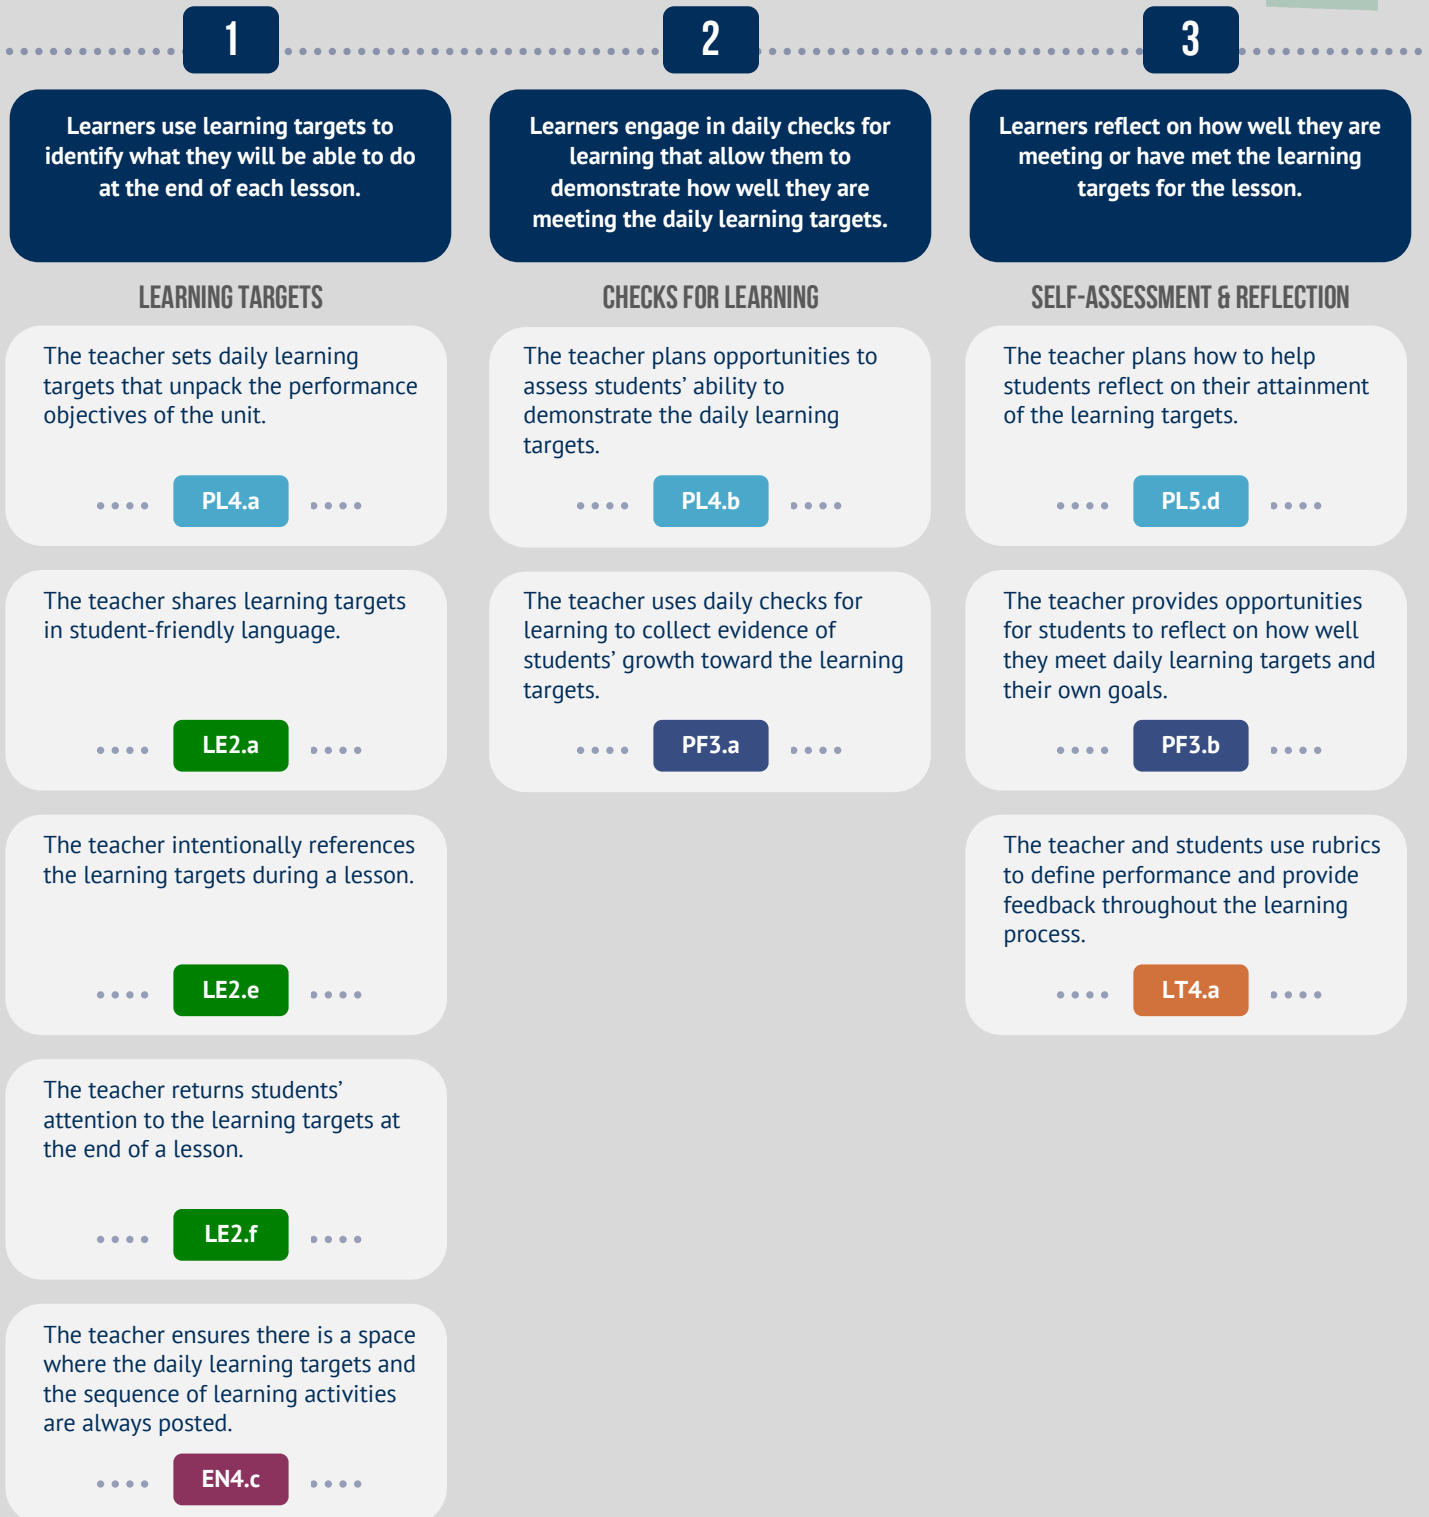 1
2
3
Learners use learning targets to
identify what they will be able to do
at the end of each lesson.
Learners engage in daily checks for
learning that allow them to
demonstrate how well they are
meeting the daily learning targets.
Learners reflect on how well they are
meeting or have met the learning
targets for the lesson.
LEARNING TARGETS
The teacher sets daily learning
targets that unpack the performance
objectives of the unit.
PL4.a
The teacher shares learning targets
in student-friendly language.
LE2.a
The teacher intentionally references
the learning targets during a lesson.
LE2.e
The teacher returns students’
attention to the learning targets at
the end of a lesson.
LE2.f
The teacher ensures there is a space
where the daily learning targets and
the sequence of learning activities
are always posted.
EN4.c
CHECKS FOR LEARNING
The teacher plans opportunities to
assess students’ ability to
demonstrate the daily learning
targets.
PL4.b
The teacher uses daily checks for
learning to collect evidence of
students’ growth toward the learning
targets.
PF3.a
SELF-ASSESSMENT & REFLECTION
The teacher plans how to help
students reflect on their attainment
of the learning targets.
PL5.d
The teacher provides opportunities
for students to reflect on how well
they meet daily learning targets and
their own goals.
PF3.b
The teacher and students use rubrics
to define performance and provide
feedback throughout the learning
process.
LT4.a